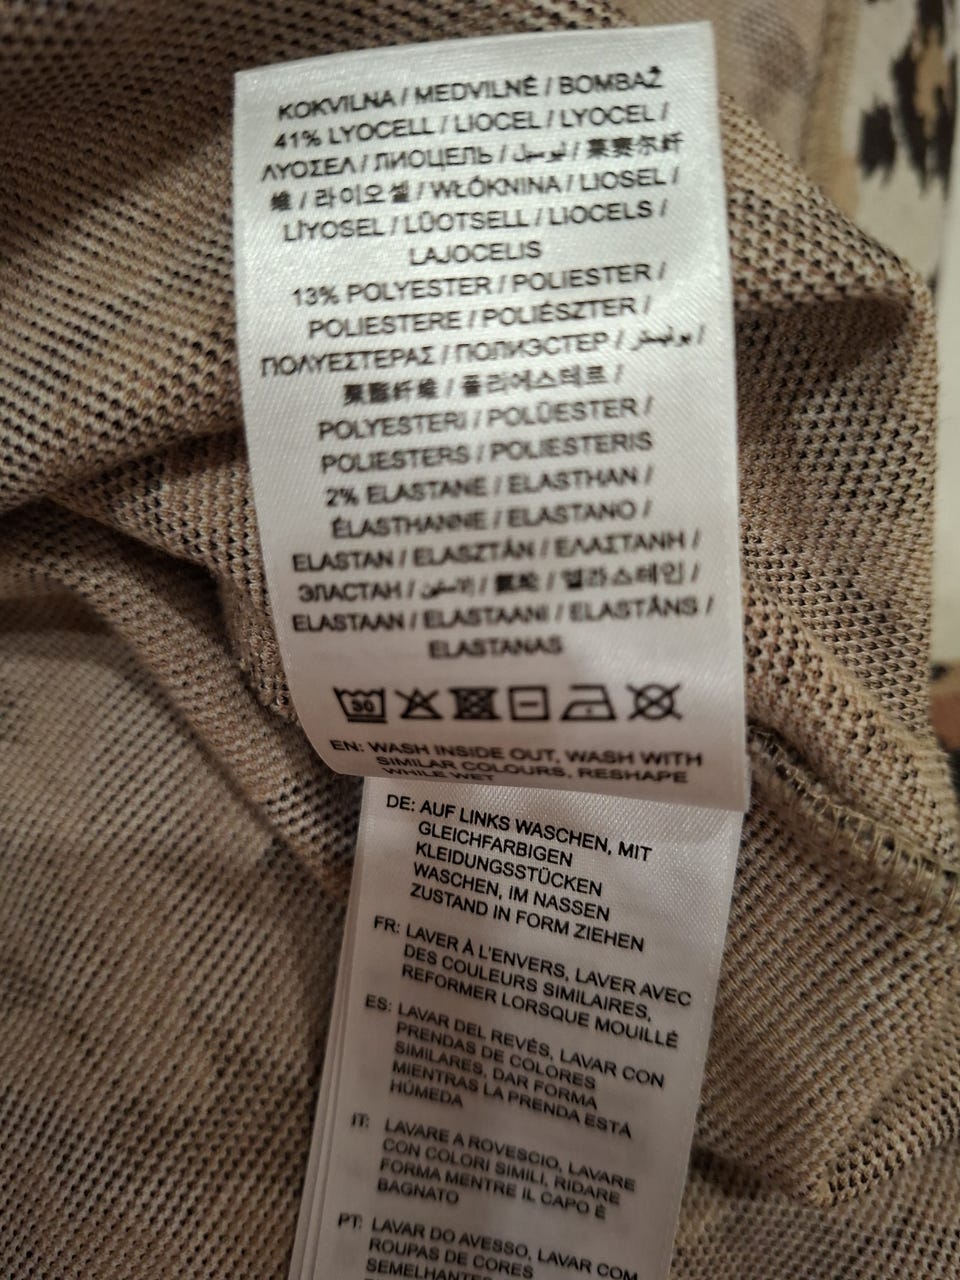 KOKVILNA / MEDVILNĖ / BOMBAŽ
41% LYOCELL / LIOCEL / LYOCEL /
ΛΥΟΣΕΛ / ЛИОЦЕЛЬ / ليوسيل / 莱赛尔纤
维 / 라이오셀 / WŁÓKNINA / LIOSEL /
LİYOSEL / LÜOTSELL / LIOCELS /
LAJOCELIS
13% POLYESTER / POLIESTER /
POLIESTERE / POLIÉSZTER /
ΠΟΛΥΕΣΤΕΡΑΣ / ПОЛИЭСТЕР / بوليستر /
聚酯纤维 / 폴리에스테르 /
POLYESTERI / POLÜESTER /
POLIESTERS / POLIESTERIS
2% ELASTANE / ELASTHAN /
ÉLASTHANNE / ELASTANO /
ELASTAN / ELASZTÁN / ΕΛΑΣΤΑΝΗ /
ЭЛАСТАН / الاستون / 氨纶 / 엘라스테인 /
ELASTAAN / ELASTAANI / ELASTĀNS /
ELASTANAS
30
EN: WASH INSIDE OUT, WASH WITH
SIMILAR COLOURS, RESHAPE
WHILE WET
DE: AUF LINKS WASCHEN, MIT
GLEICHFARBIGEN
KLEIDUNGSSTÜCKEN
WASCHEN, IM NASSEN
ZUSTAND IN FORM ZIEHEN
FR: LAVER À L'ENVERS, LAVER AVEC
DES COULEURS SIMILAIRES,
REFORMER LORSQUE MOUILLÉ
ES: LAVAR DEL REVÉS, LAVAR CON
PRENDAS DE COLORES
SIMILARES, DAR FORMA
MIENTRAS LA PRENDA ESTÁ
HÚMEDA
IT: LAVARE A ROVESCIO, LAVARE
CON COLORI SIMILI, RIDARE
FORMA MENTRE IL CAPO È
BAGNATO
PT: LAVAR DO AVESSO, LAVAR COM
ROUPAS DE CORES
SEMELHANTES